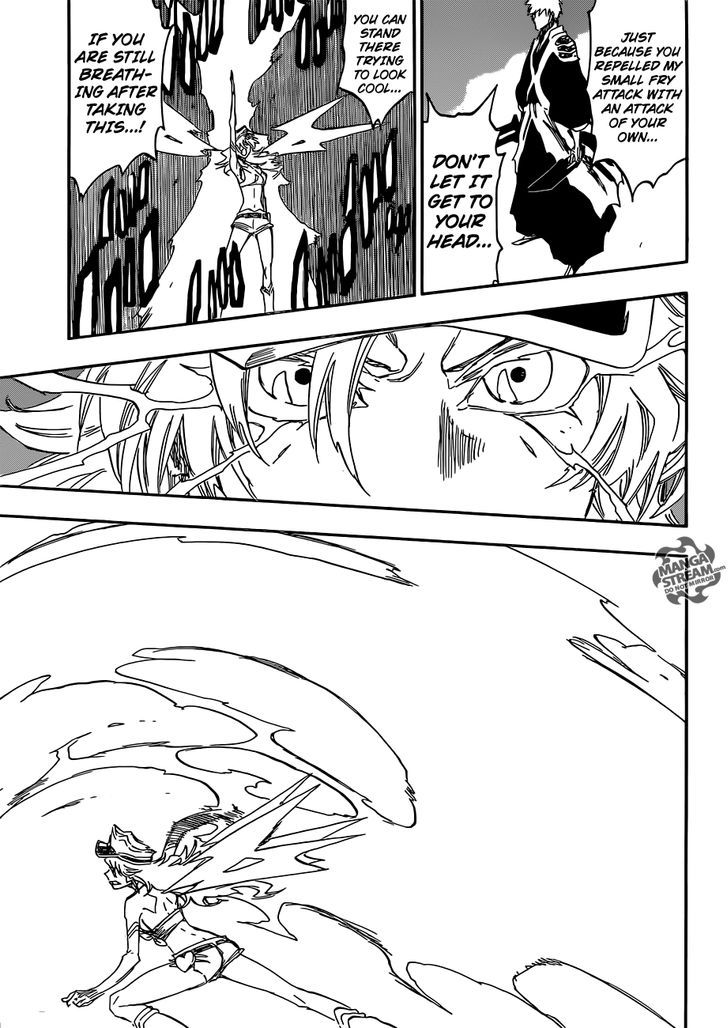 JUST
BECAUSE YOU
REPELLED MY
SMALL FRY
ATTACK WITH
AN ATTACK
OF YOUR
OWN...
DON'T
LET IT
GET TO
YOUR
HEAD...
YOU CAN
STAND
THERE
TRYING
TO LOOK
COOL...
IF YOU
ARE STILL
BREATH-
ING AFTER
TAKING
THIS...!
MANGA
STREAM.com
DO NOT MIRROR